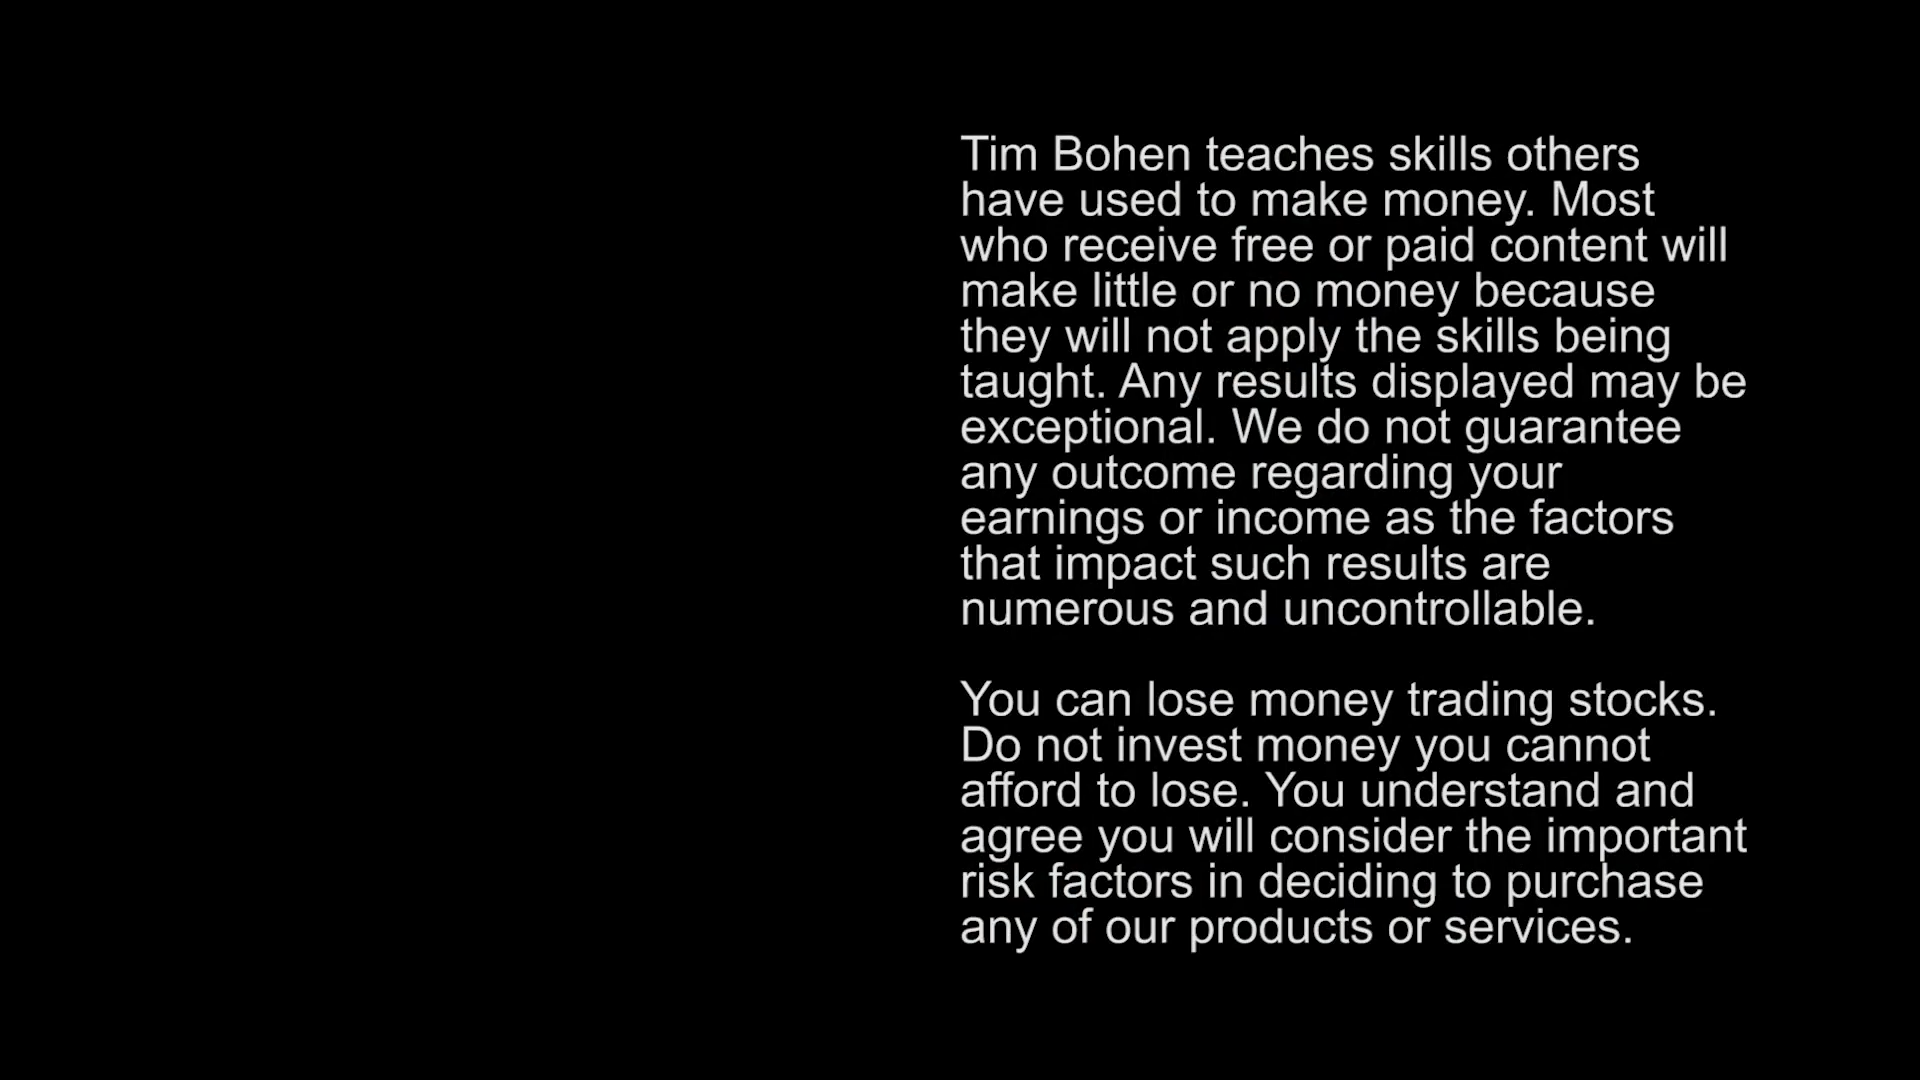 Tim Bohen teaches skills others
have used to make money. Most
who receive free or paid content will
make little or no money because
they will not apply the skills being
taught. Any results displayed may be
exceptional. We do not guarantee
any outcome regarding your
earnings or income as the factors
that impact such results are
numerous and uncontrollable.
You can lose money trading stocks.
Do not invest money you cannot
afford to lose. You understand and
agree you will consider the important
risk factors in deciding to purchase
any of our products or services.